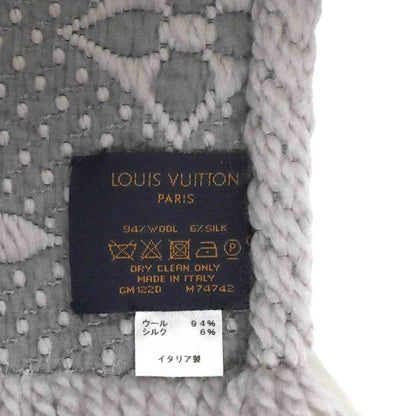 LOUIS VUITTON
PARIS
94% WOOL 6% SILK
DRY CLEAN ONLY
MADE IN ITALY
GM1220 M74742
ウール 94%
シルク 6%
イタリア製